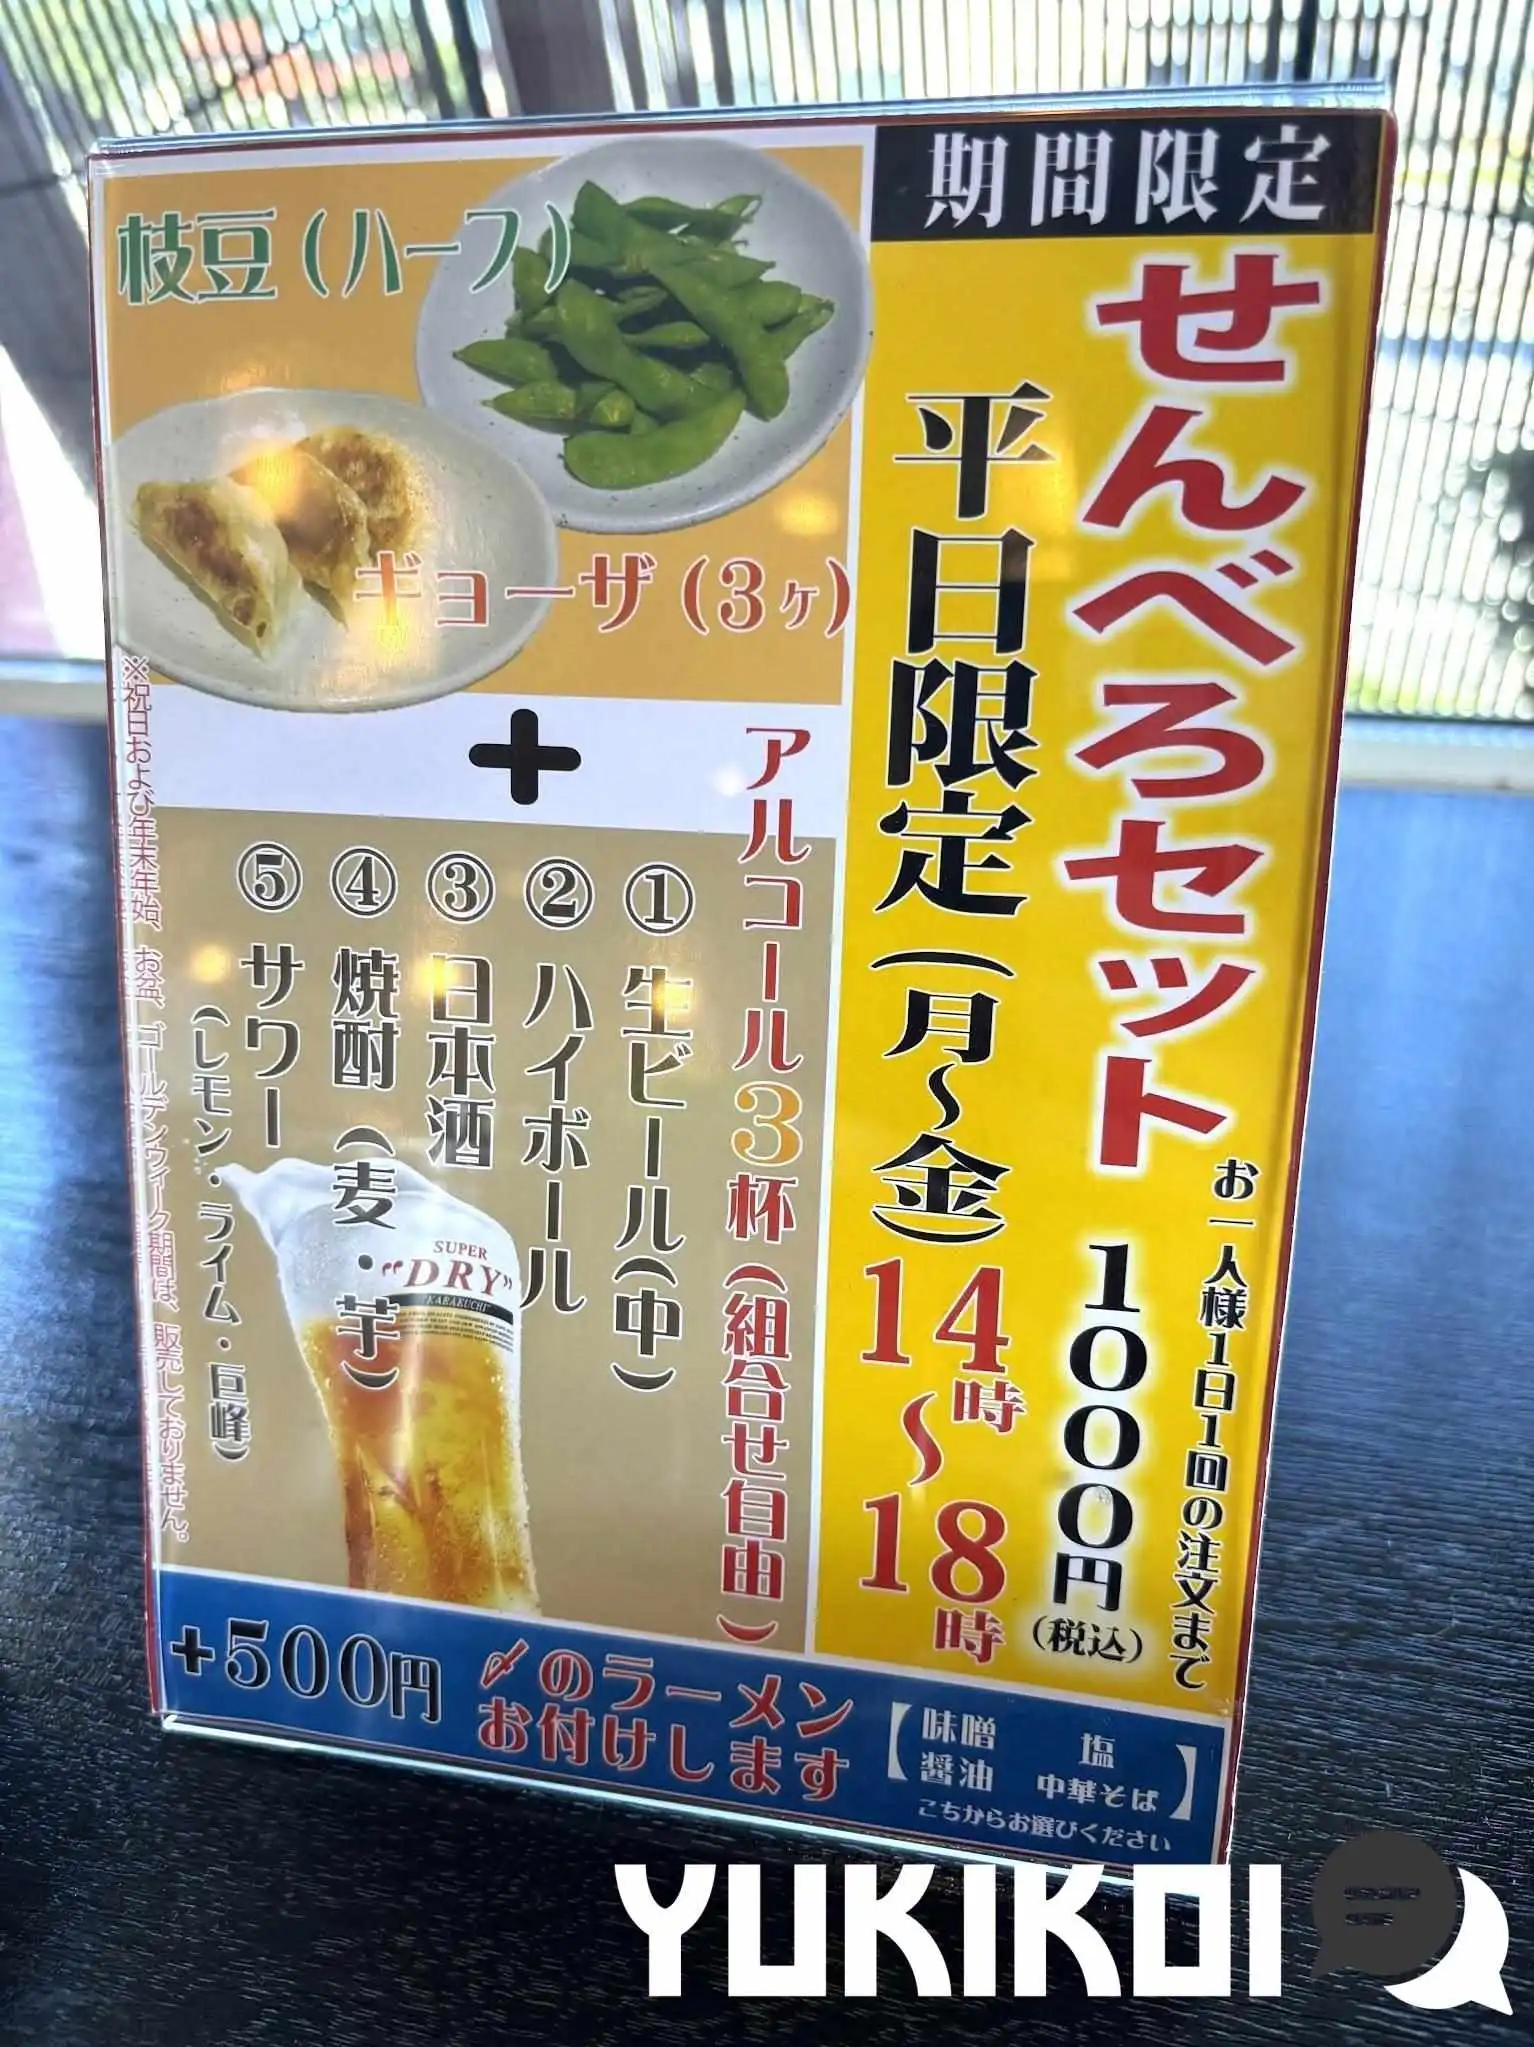 期間限定
せんべろセット 1000円
(税込)
お一人様1日1回の注文まで
平日限定(月〜金)14時〜18時
枝豆(ハーフ)
ギョーザ(3ヶ)
+
アルコール3杯(組合せ自由)
① 生ビール(中)
② ハイボール
③ 日本酒
④ 焼酎(麦・芋)
⑤ サワー
(レモン・ライム・巨峰)
※祝日および年末年始、お盆、ゴールデンウィーク期間は、販売しておりません。
SUPER
"DRY"
"KARAKUCHI"
+500円
〆のラーメン
お付けします
【味噌 塩
醤油 中華そば】
こちらからお選びください
YUKIKOI